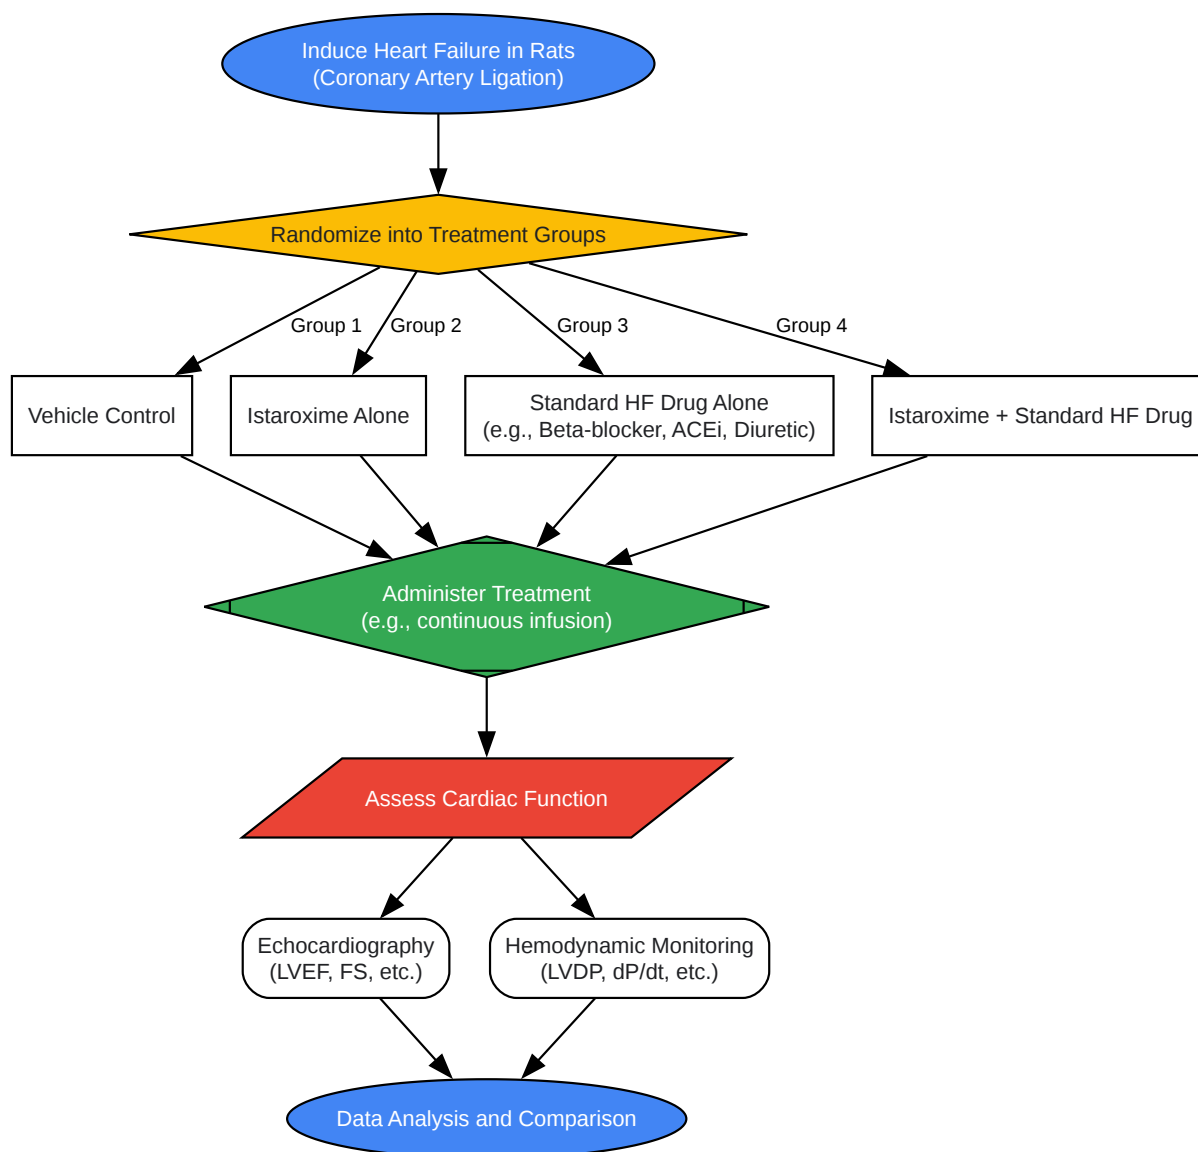 Induce Heart Failure in Rats
(Coronary Artery Ligation)
Randomize into Treatment Groups
Group 1
Group 2
Group 3
Group 4
Vehicle Control
Istaroxime Alone
Standard HF Drug Alone
(e.g., Beta-blocker, ACEi, Diuretic)
Istaroxime + Standard HF Drug
Administer Treatment
(e.g., continuous infusion)
Assess Cardiac Function
Echocardiography
(LVEF, FS, etc.)
Hemodynamic Monitoring
(LVDP, dP/dt, etc.)
Data Analysis and Comparison